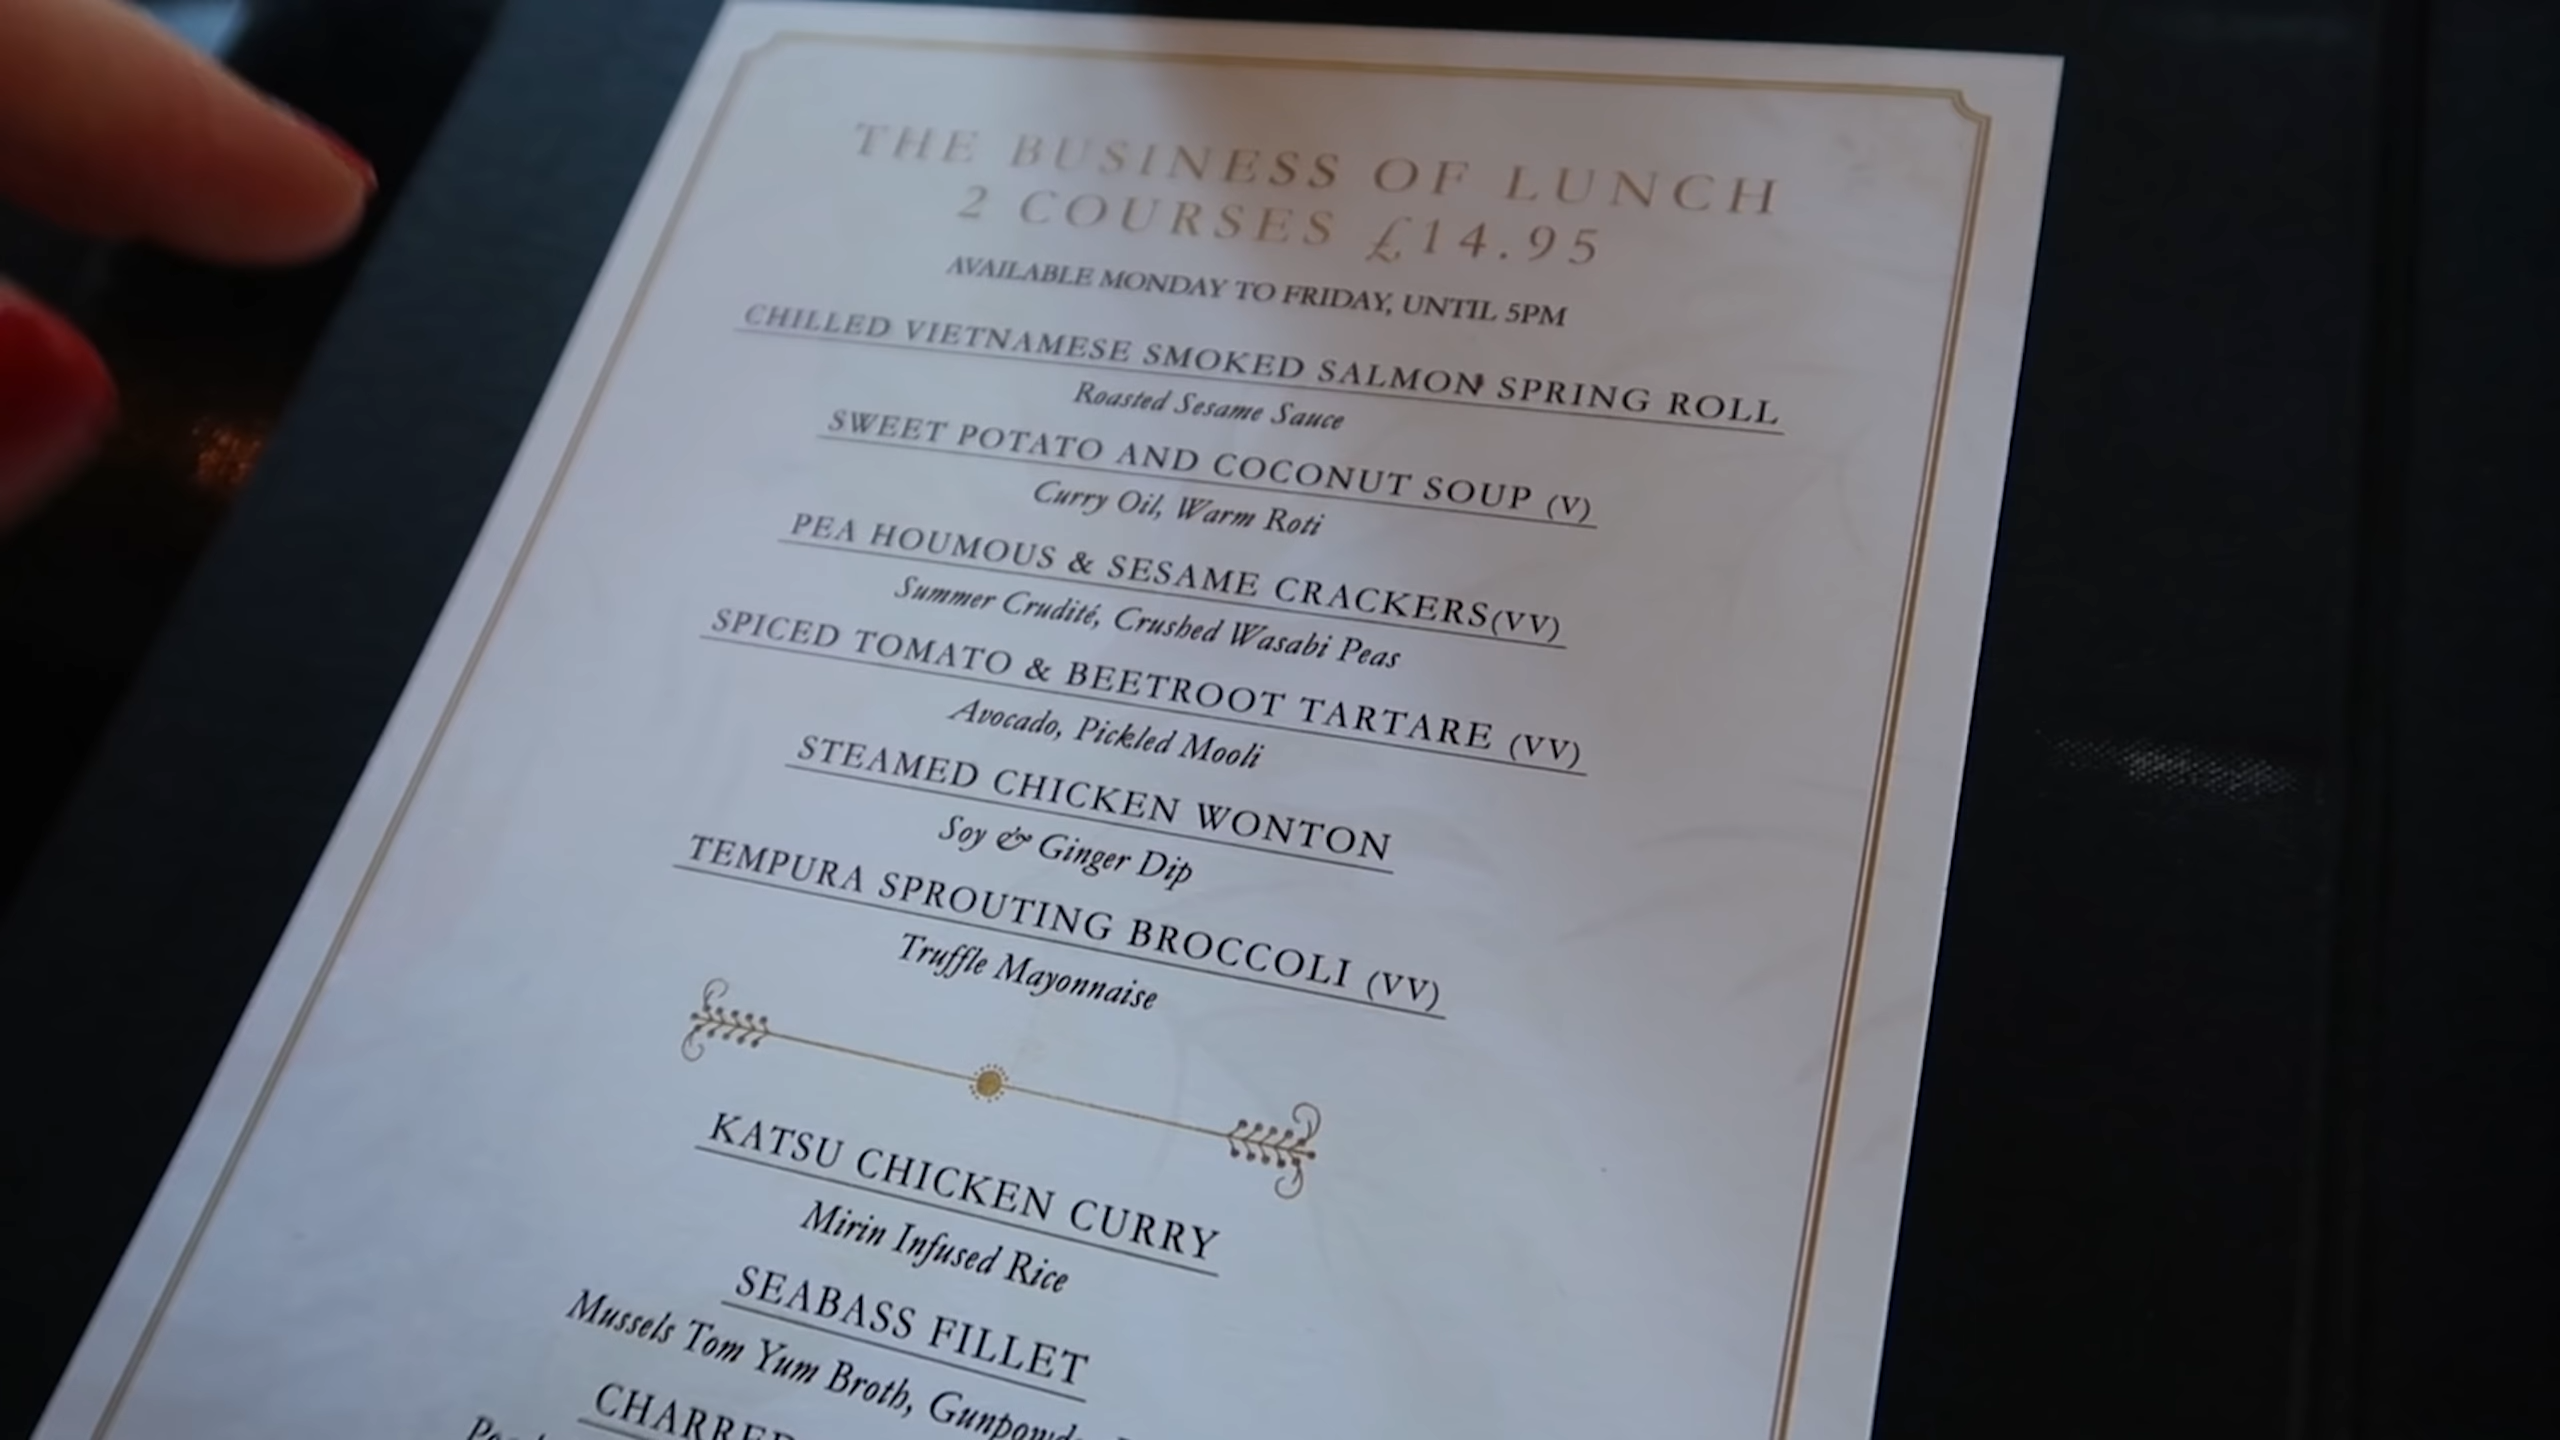 THE BUSINESS OF LUNCH
2 COURSES £14.95
AVAILABLE MONDAY TO FRIDAY, UNTIL 5PM
CHILLED VIETNAMESE SMOKED SALMON SPRING ROLL
Roasted Sesame Sauce
SWEET POTATO AND COCONUT SOUP (V)
Curry Oil, Warm Roti
PEA HOUMOUS & SESAME CRACKERS(VV)
Summer Crudité, Crushed Wasabi Peas
SPICED TOMATO & BEETROOT TARTARE (VV)
Avocado, Pickled Mooli
STEAMED CHICKEN WONTON
Soy & Ginger Dip
TEMPURA SPROUTING BROCCOLI (VV)
Truffle Mayonnaise
KATSU CHICKEN CURRY
Mirin Infused Rice
SEABASS FILLET
Mussels Tom Yum Broth,
CHARRED